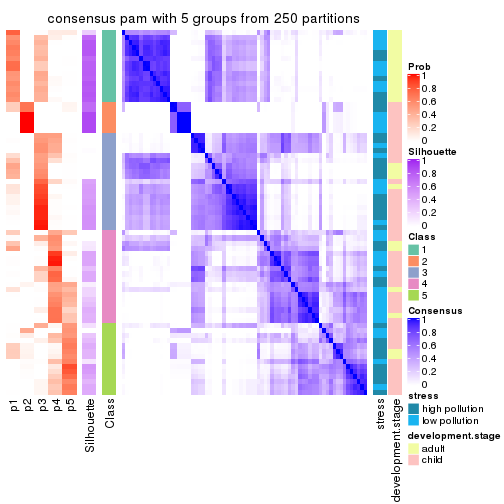 consensus pam with 5 groups from 250 partitions
Prob
1
0.8
0.6
0.4
0.2
0
Silhouette
1
0.8
0.6
0.4
0.2
0
Class
1
2
3
4
5
Consensus
1
0.8
0.6
0.4
0.2
0
stress
high pollution
low pollution
development.stage
adult
child
p1
p2
p3
p4
p5
Silhouette
Class
stress
development.stage